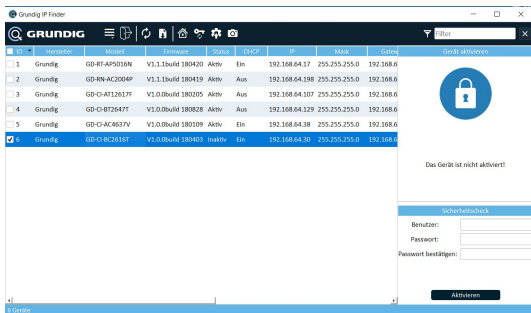 Grundig IP Finder
GRUNDIG
Filter
ID Hersteller Modell Firmware Status DHCP IP Mask Gatew
1 Grundig GD-RT-AP5016N V1.1.1build 180420 Aktiv Ein 192.168.64.17 255.255.255.0 192.168.6
2 Grundig GD-RN-AC2004P V1.1.1build 180419 Aktiv Aus 192.168.64.198 255.255.255.0 192.168.6
3 Grundig GD-CI-AT12617F V1.0.0build 180205 Aktiv Aus 192.168.64.107 255.255.255.0 192.168.6
4 Grundig GD-CI-BT2647T V1.0.0build 180828 Aktiv Aus 192.168.64.129 255.255.255.0 192.168.6
5 Grundig GD-CI-AC4637V V1.0.0build 180109 Aktiv Ein 192.168.64.38 255.255.255.0 192.168.6
6 Grundig GD-CI-BC2616T V1.0.0build 180403 Inaktiv Ein 192.168.64.30 255.255.255.0 192.168.6
Gerät aktivieren
Das Gerät ist nicht aktiviert!
Sicherheitscheck
Benutzer:
Passwort:
Passwort bestätigen:
Aktivieren
6 Geräte